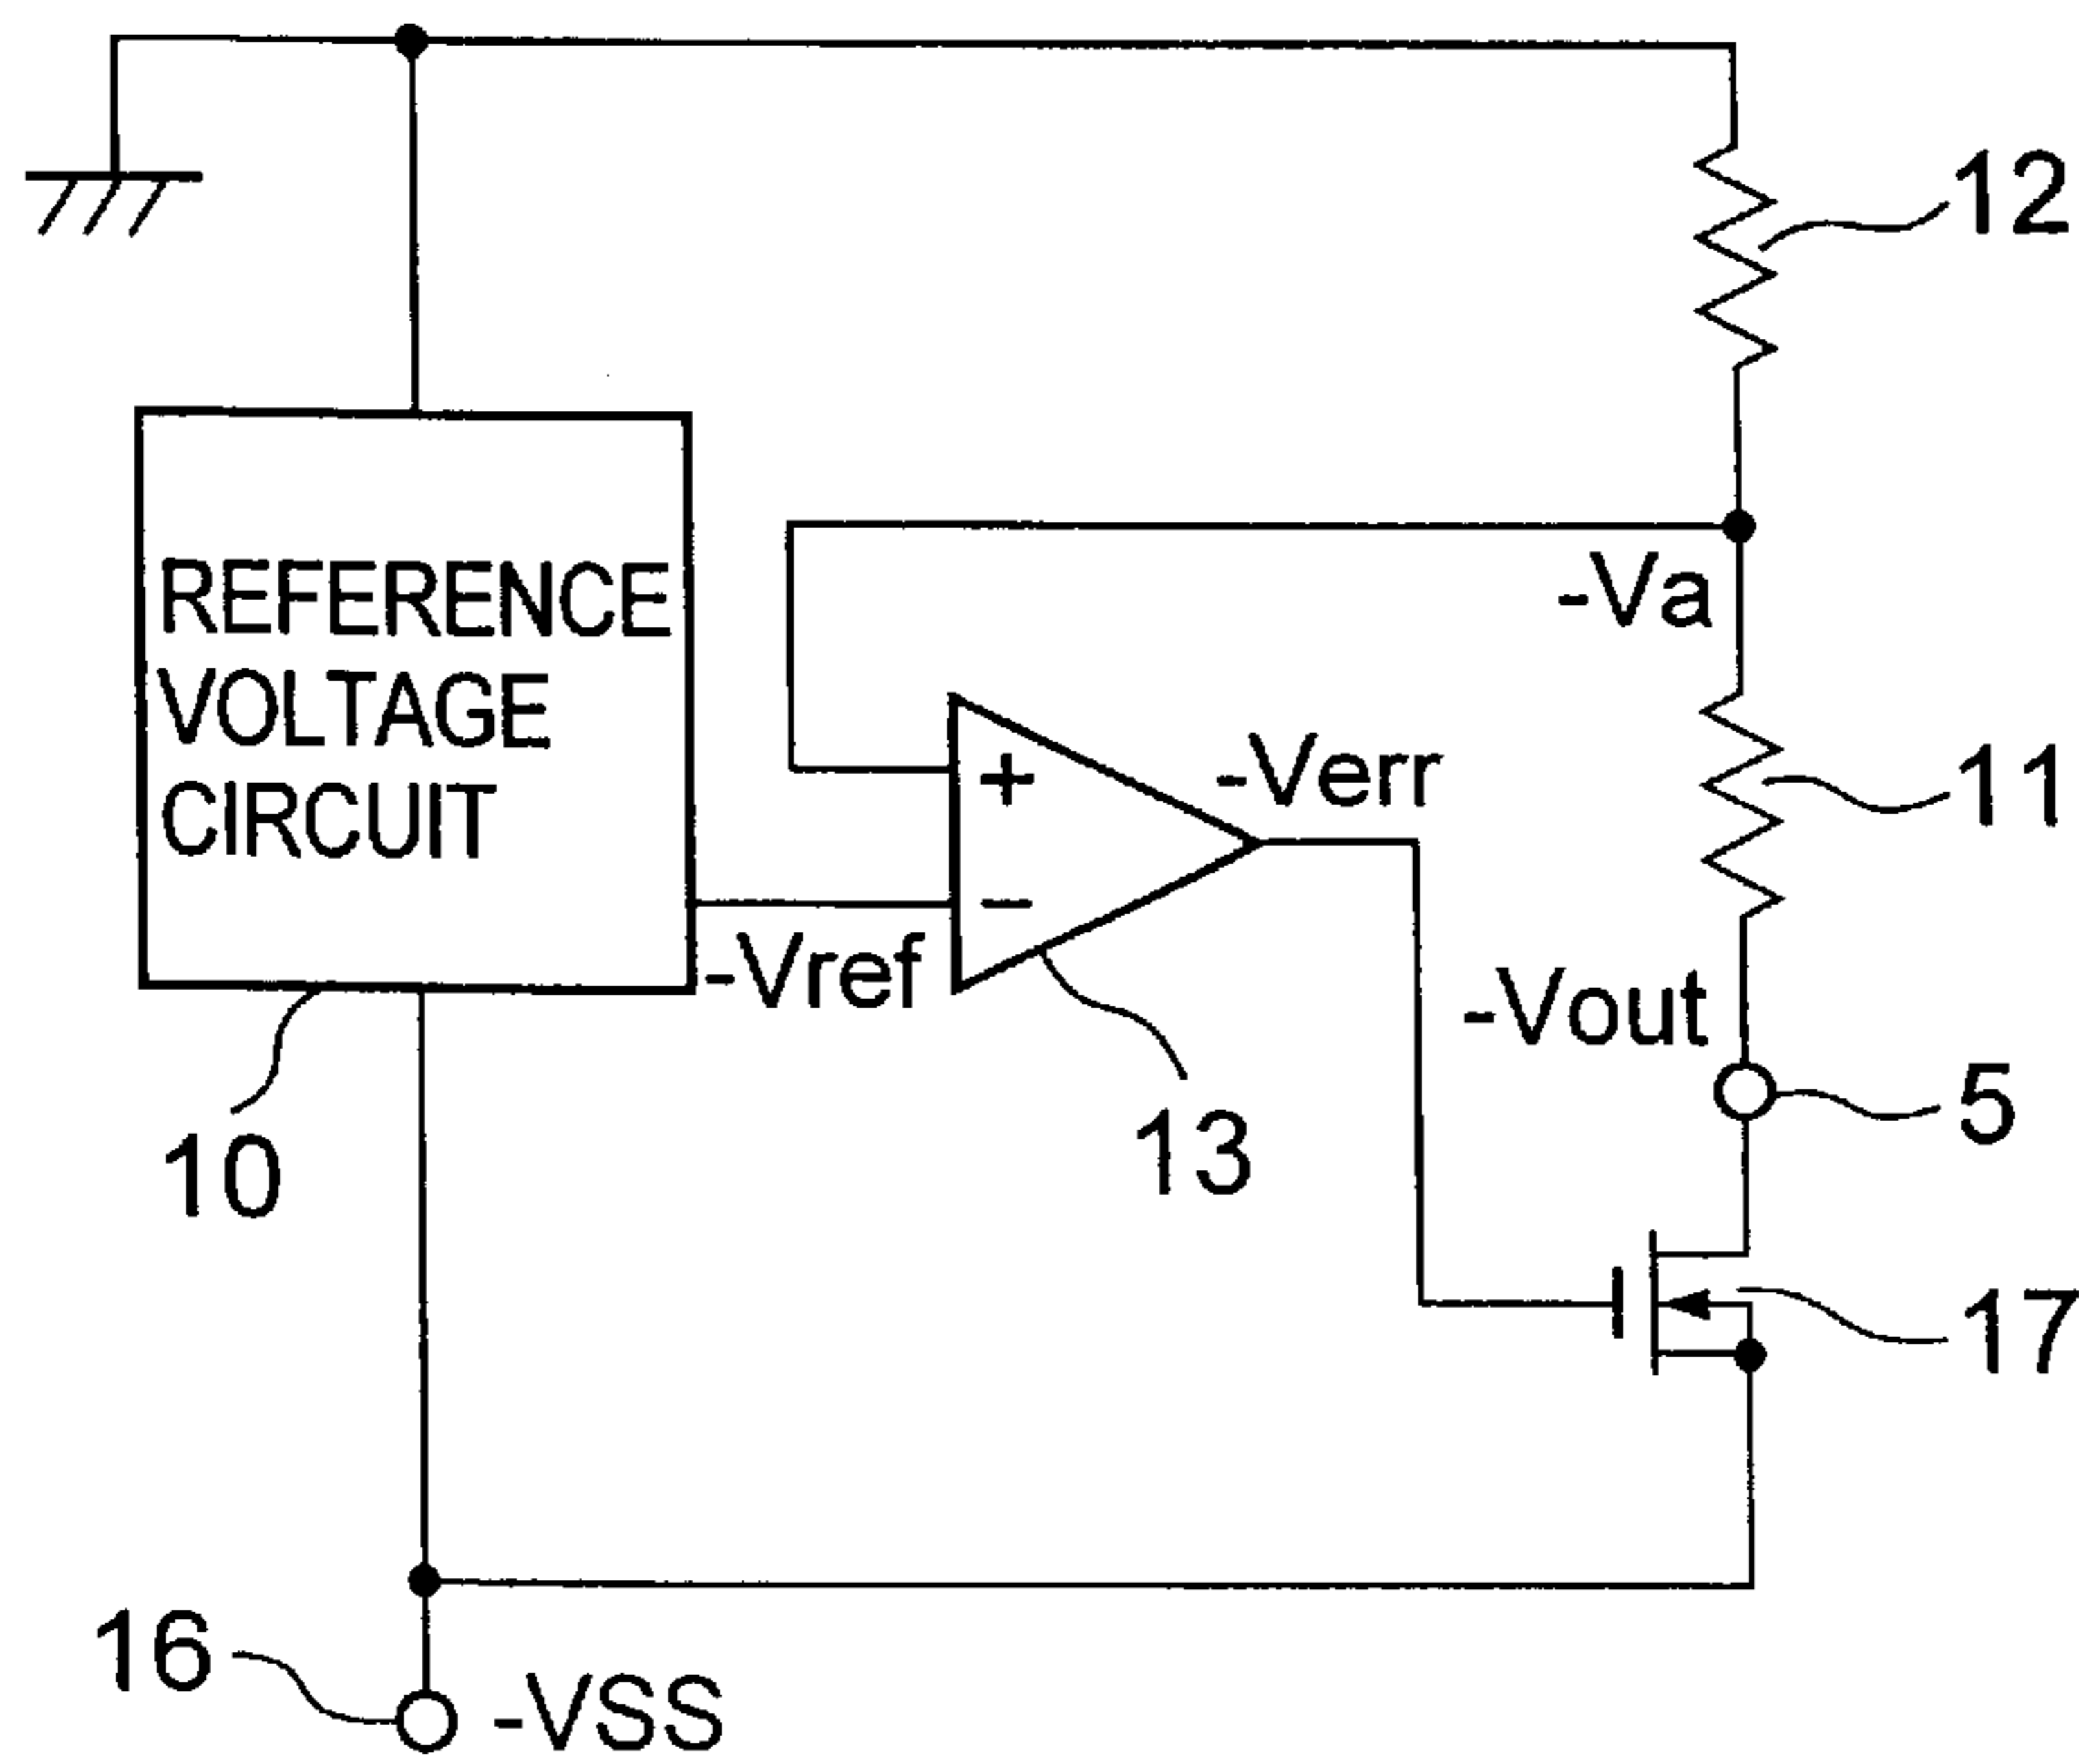 12
-Va
REFERENCE
VOLTAGE
CIRCUIT
+
-Verr
11
−
-Vref
-Vout
5
10
13
17
16
-VSS